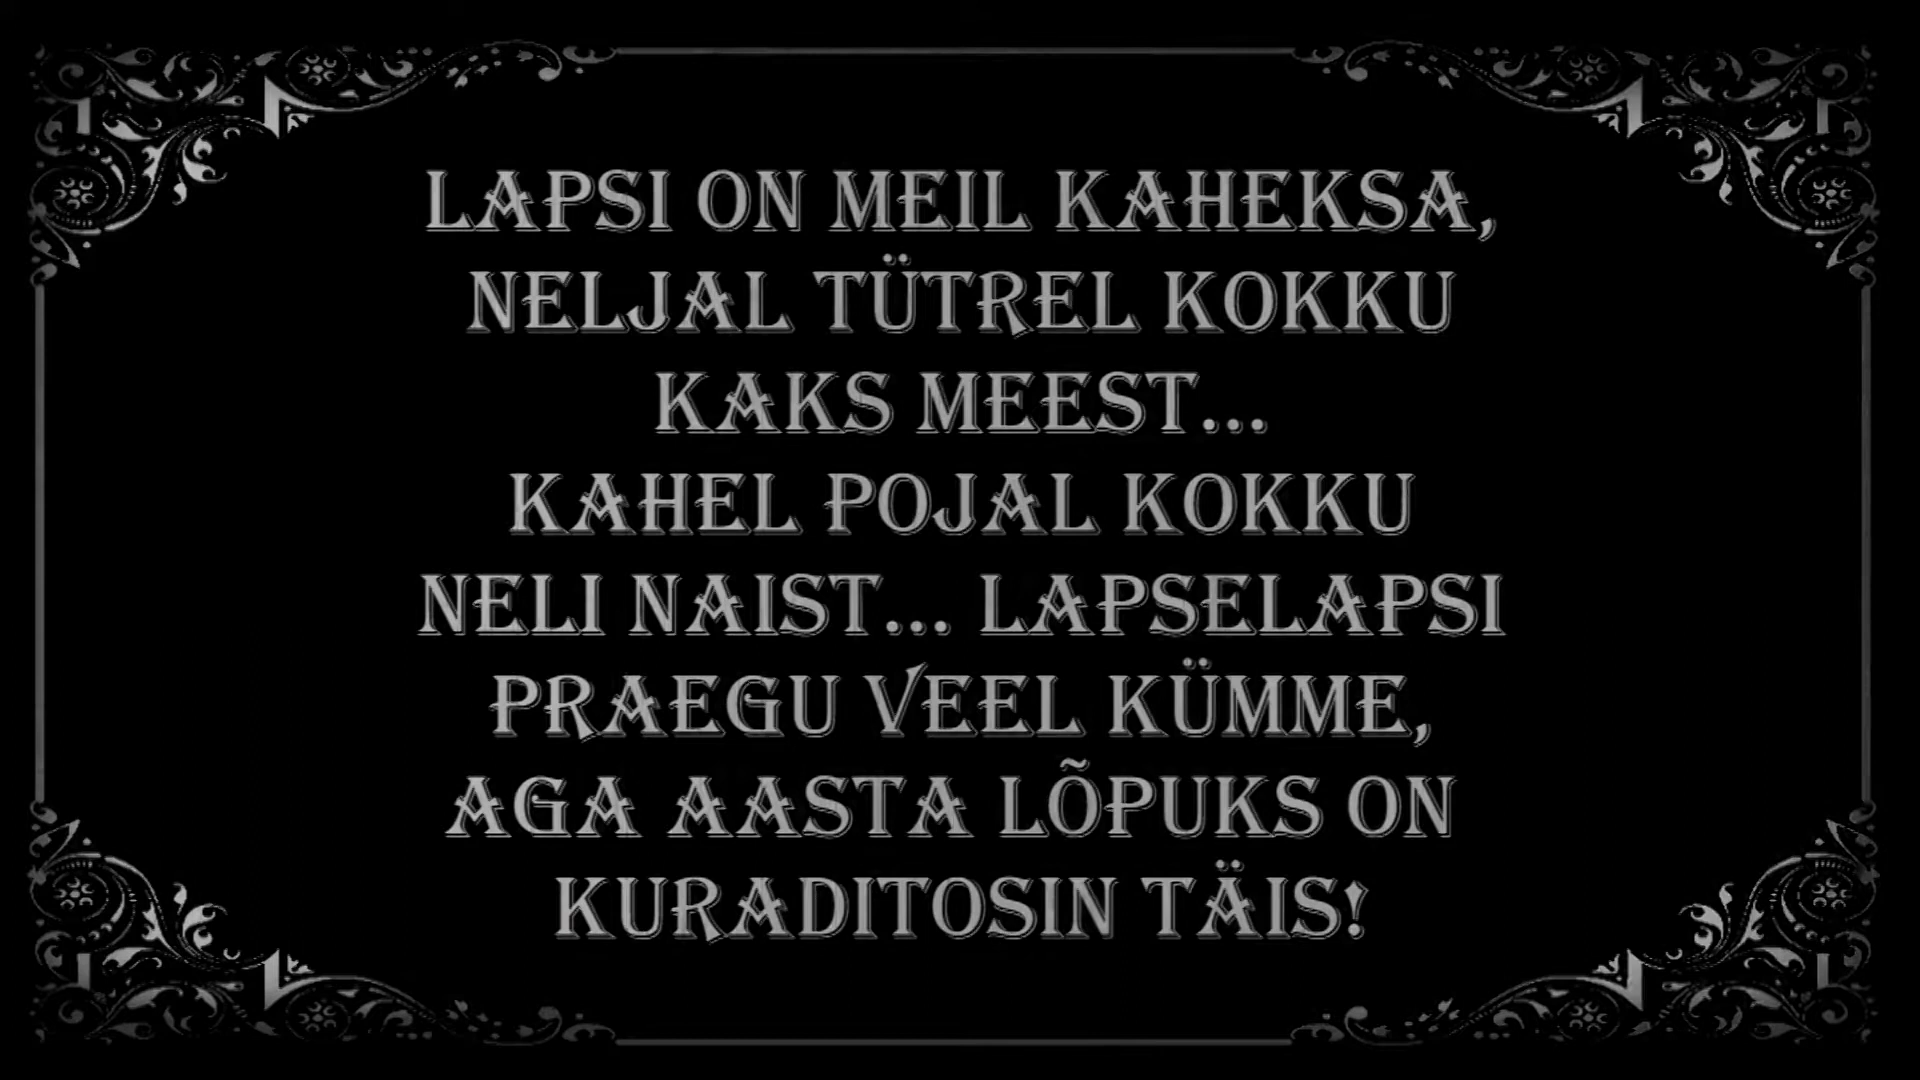 LAPSI ON MEIL KAHEKSA,
NELJAL TÜTREL KOKKU
KAKS MEEST...
KAHEL POJAL KOKKU
NELI NAIST... LAPSELAPSI
PRAEGU VEEL KÜMME,
AGA AASTA LÕPUKS ON
KURADITOSIN TÄIS!